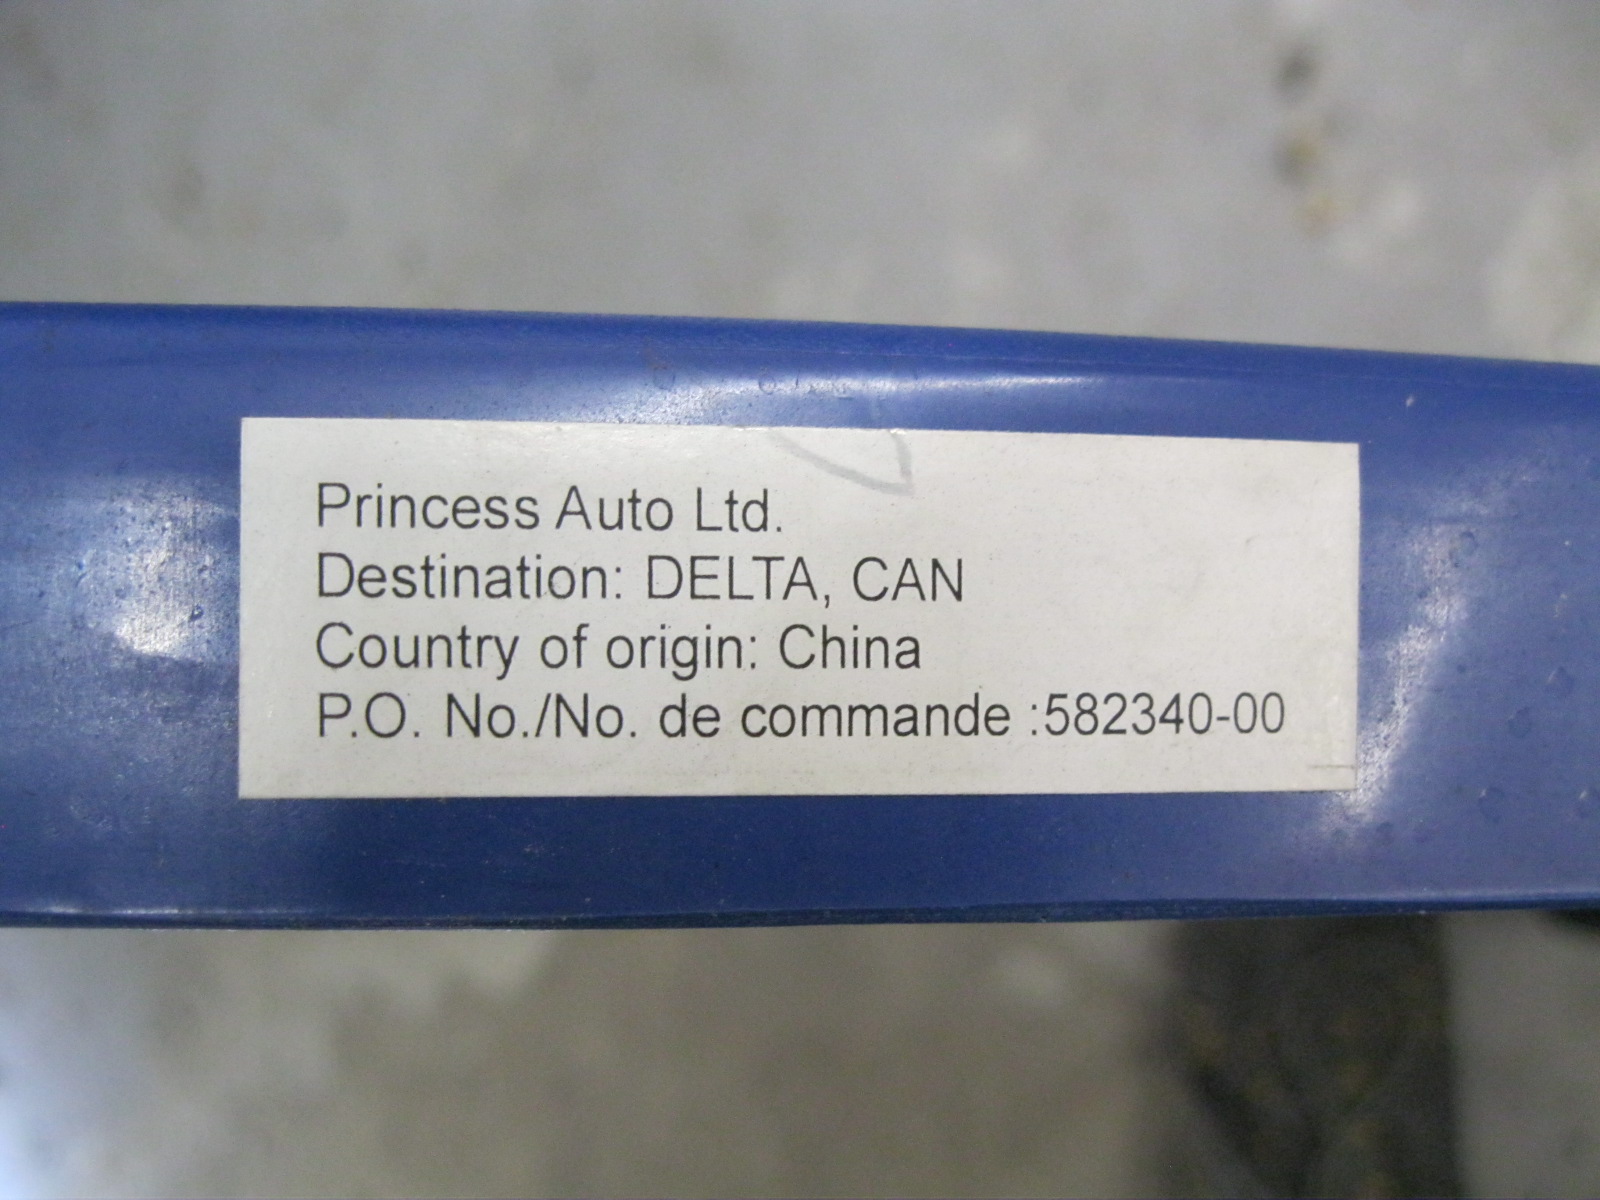 Princess Auto Ltd.
Destination: DELTA, CAN
Country of origin: China
P.O. No./No. de commande :582340-00